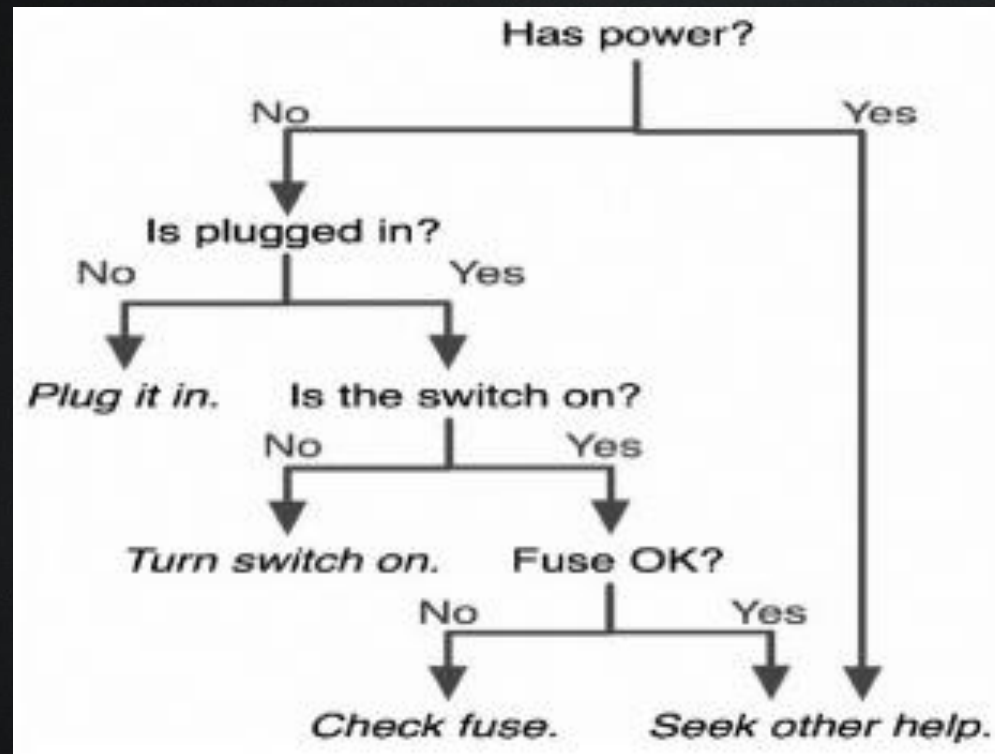 Has power?
No Yes
Is plugged in?
No Yes
Plug it in. Is the switch on?
No Yes
Turn switch on. Fuse OK?
No Yes
Check fuse. Seek other help.